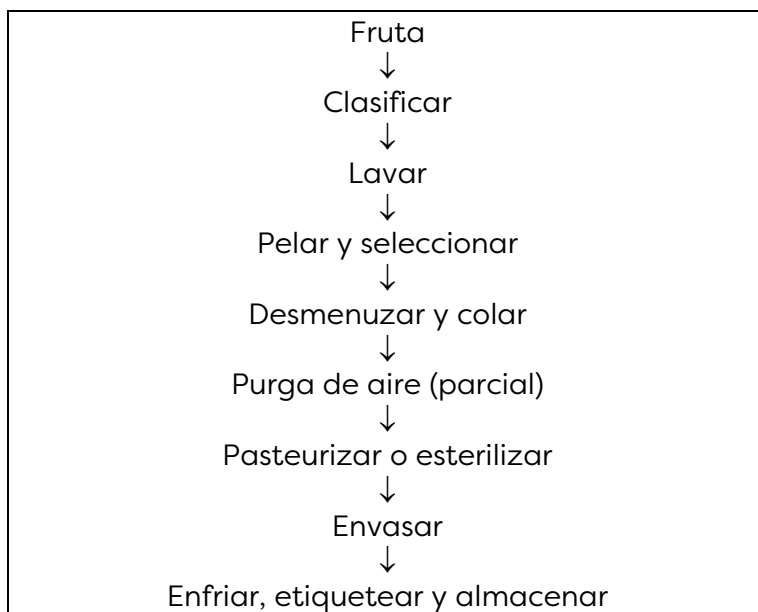 Fruta
↓
Clasificar
↓
Lavar
↓
Pelar y seleccionar
↓
Desmenuzar y colar
↓
Purga de aire (parcial)
↓
Pasteurizar o esterilizar
↓
Envasar
↓
Enfriar, etiquetear y almacenar